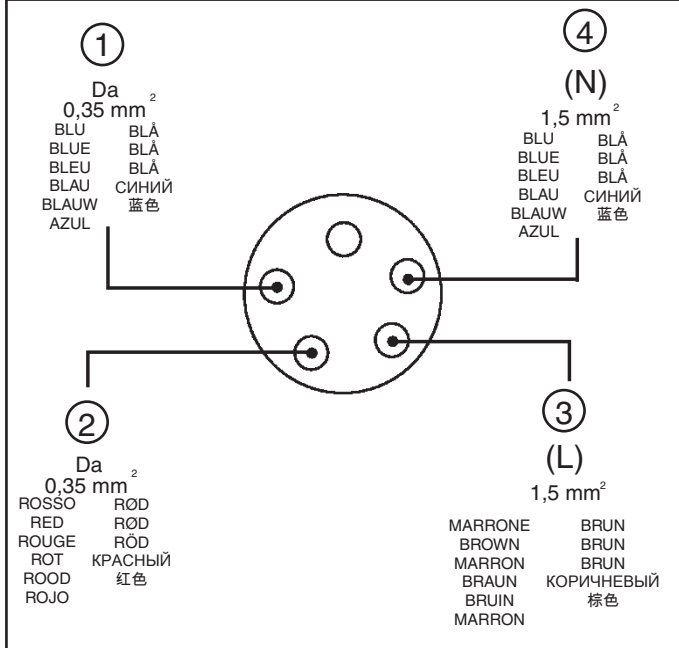 1
Da
0,35 mm²
BLU BLÅ
BLUE BLÅ
BLEU BLÅ
BLAU СИНИЙ
BLAUW 蓝色
AZUL
4
(N)
1,5 mm²
BLU BLÅ
BLUE BLÅ
BLEU BLÅ
BLAU СИНИЙ
BLAUW 蓝色
AZUL
2
Da
0,35 mm²
ROSSO RØD
RED RØD
ROUGE RÖD
ROT КРАСНЫЙ
ROOD 红色
ROJO
3
(L)
1,5 mm²
MARRONE BRUN
BROWN BRUN
MARRON BRUN
BRAUN КОРИЧНЕВЫЙ
BRUIN 棕色
MARRON